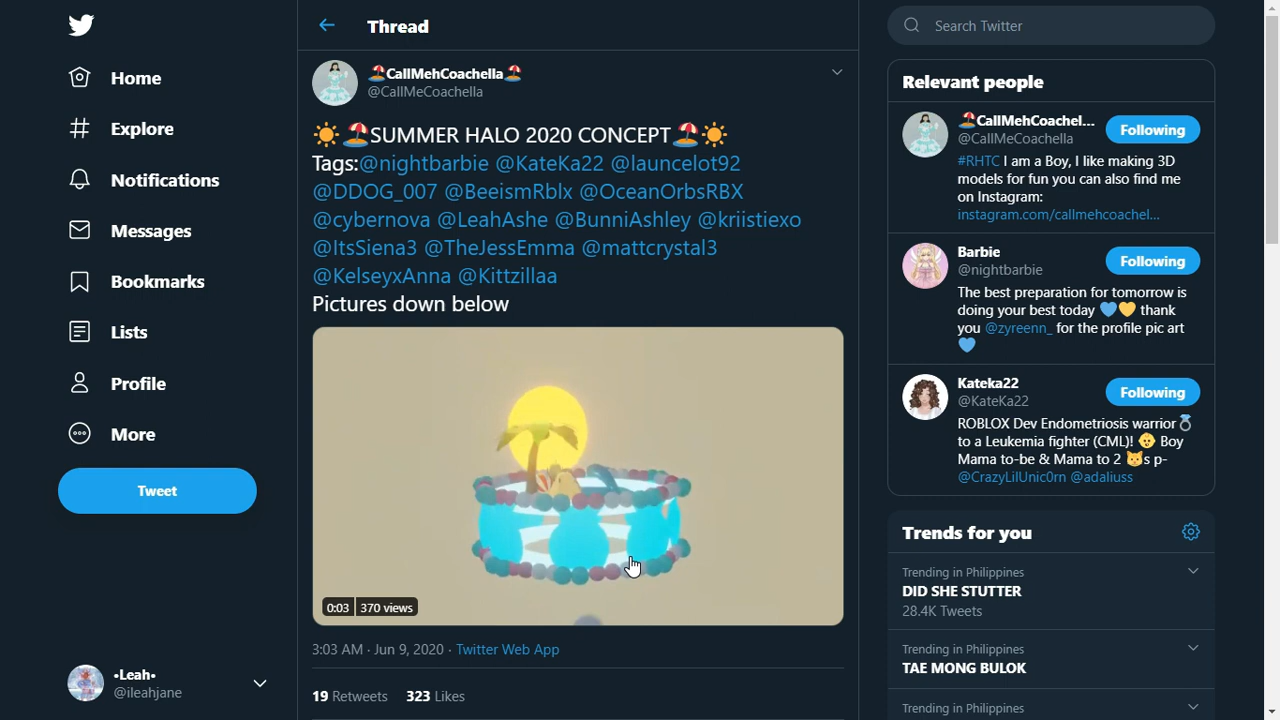 Home
Explore
Notifications
Messages
Bookmarks
Lists
Profile
More
Tweet
•Leah•
@ileahjane
Thread
🏖️CallMehCoachella🏖️
@CallMeCoachella
☀️🏖️SUMMER HALO 2020 CONCEPT🏖️☀️
Tags:@nightbarbie @KateKa22 @launcelot92
@DDOG_007 @BeeismRblx @OceanOrbsRBX
@cybernova @LeahAshe @BunniAshley @kriistiexo
@ItsSiena3 @TheJessEmma @mattcrystal3
@KelseyxAnna @Kittzillaa
Pictures down below
0:03 370 views
3:03 AM · Jun 9, 2020 · Twitter Web App
19 Retweets 323 Likes
Search Twitter
Relevant people
🏖️CallMehCoachel...
@CallMeCoachella
Following
#RHTC I am a Boy, I like making 3D
models for fun you can also find me
on Instagram:
instagram.com/callmehcoachel...
Barbie
@nightbarbie
Following
The best preparation for tomorrow is
doing your best today 💙💛 thank
you @zyreenn_ for the profile pic art
💙
Kateka22
@KateKa22
Following
ROBLOX Dev Endometriosis warrior💍
to a Leukemia fighter (CML)! 👶 Boy
Mama to-be & Mama to 2 🐱s p-
@CrazyLilUnic0rn @adaliuss
Trends for you
Trending in Philippines
DID SHE STUTTER
28.4K Tweets
Trending in Philippines
TAE MONG BULOK
Trending in Philippines